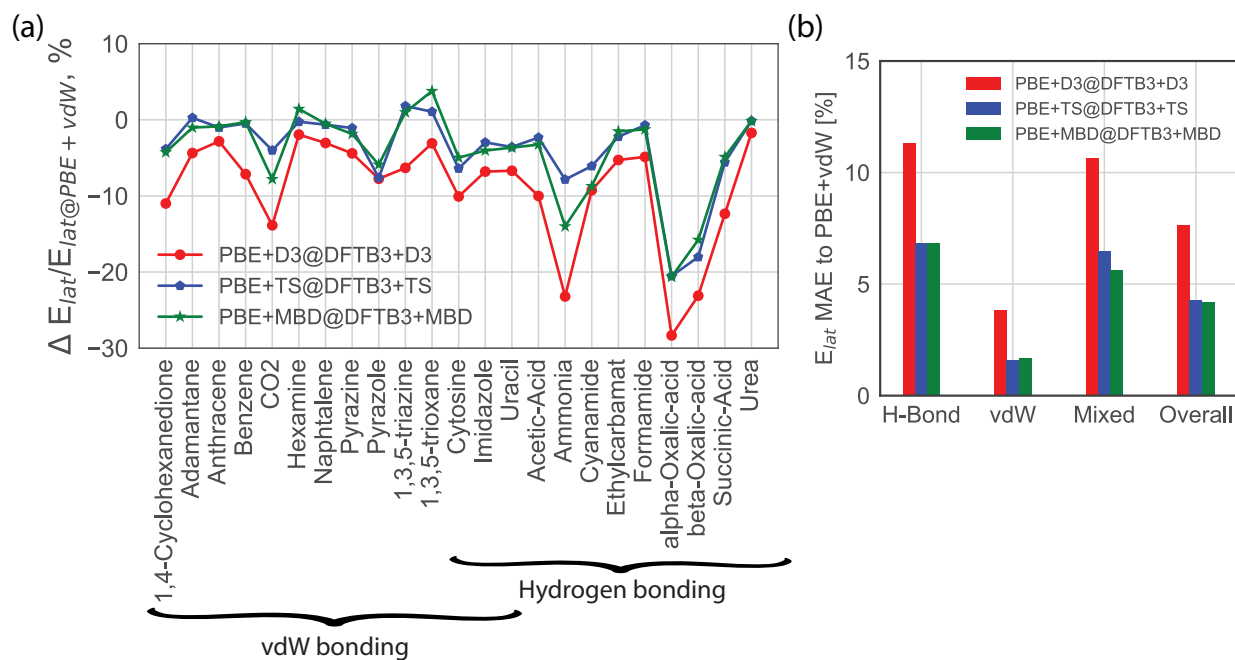 (a)
10
0
−10
−20
−30
Δ E_lat/E_lat@PBE + vdW, %
PBE+D3@DFTB3+D3
PBE+TS@DFTB3+TS
PBE+MBD@DFTB3+MBD
1,4-Cyclohexanedione
Adamantane
Anthracene
Benzene
CO2
Hexamine
Naphtalene
Pyrazine
Pyrazole
1,3,5-triazine
1,3,5-trioxane
Cytosine
Imidazole
Uracil
Acetic-Acid
Ammonia
Cyanamide
Ethylcarbamat
Formamide
alpha-Oxalic-acid
beta-Oxalic-acid
Succinic-Acid
Urea
Hydrogen bonding
vdW bonding
(b)
15
10
5
0
E_lat MAE to PBE+vdW [%]
PBE+D3@DFTB3+D3
PBE+TS@DFTB3+TS
PBE+MBD@DFTB3+MBD
H-Bond
vdW
Mixed
Overall